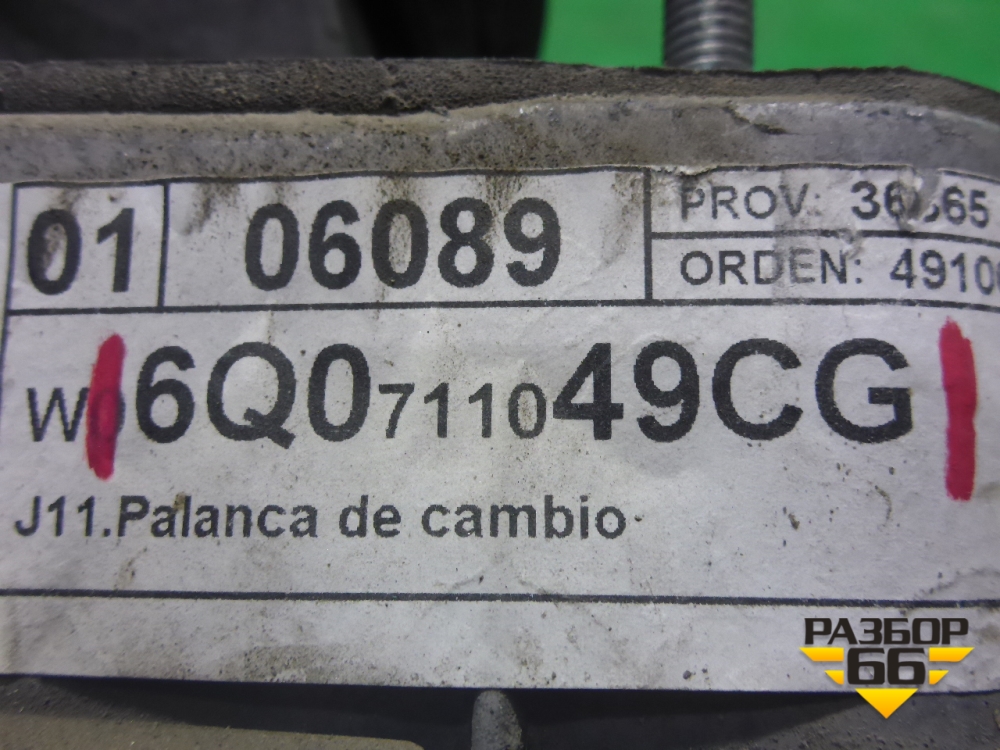 01 06089
PROV:
ORDEN:
6Q0711049CG
J11.Palanca de cambio
РАЗБОР
66